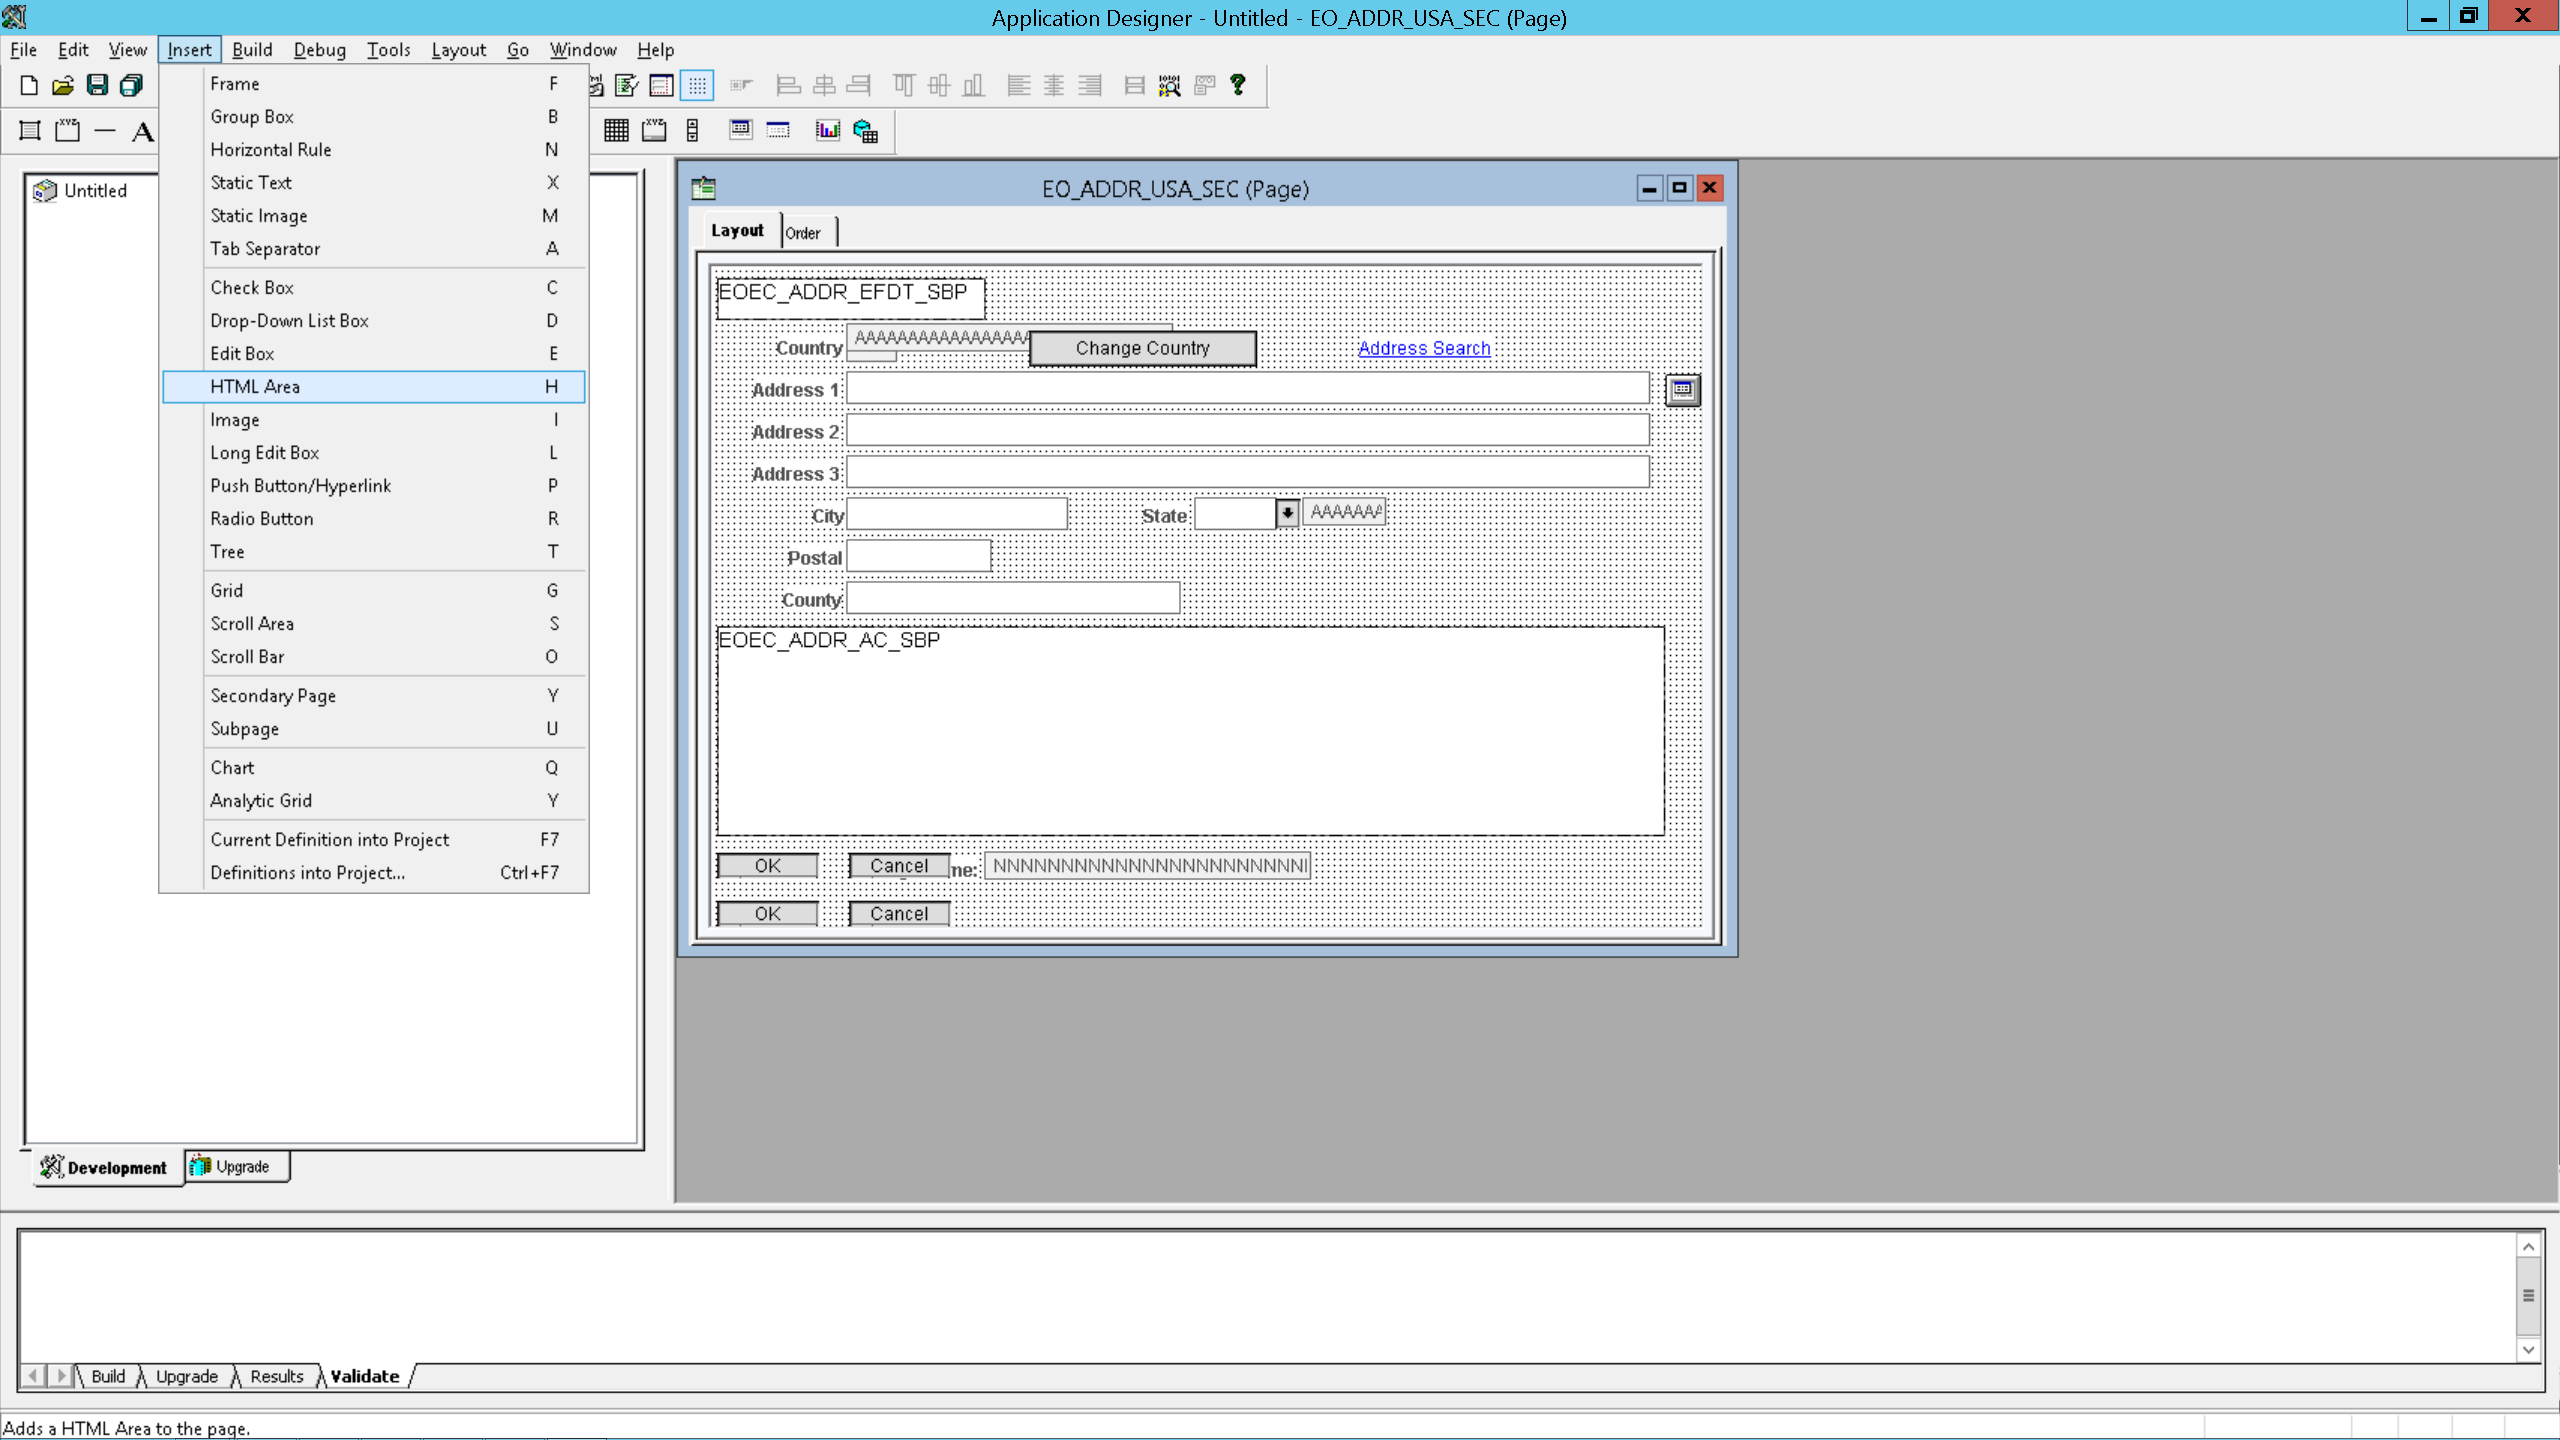 Application Designer - Untitled - EO_ADDR_USA_SEC (Page)
File Edit View Insert Build Debug Tools Layout Go Window Help
Frame F
Group Box B
Horizontal Rule N
Static Text X
Static Image M
Tab Separator A
Check Box C
Drop-Down List Box D
Edit Box E
HTML Area H
Image I
Long Edit Box L
Push Button/Hyperlink P
Radio Button R
Tree T
Grid G
Scroll Area S
Scroll Bar O
Secondary Page Y
Subpage U
Chart Q
Analytic Grid Y
Current Definition into Project F7
Definitions into Project... Ctrl+F7
Untitled
Development Upgrade
EO_ADDR_USA_SEC (Page)
Layout Order
EOEC_ADDR_EFDT_SBP
Country AAAAAAAAAAAAAAAA Change Country Address Search
Address 1
Address 2
Address 3
City State AAAAAAA
Postal
County
EOEC_ADDR_AC_SBP
OK Cancel ne: NNNNNNNNNNNNNNNNNNNNNNNNI
OK Cancel
Build Upgrade Results Validate
Adds a HTML Area to the page.